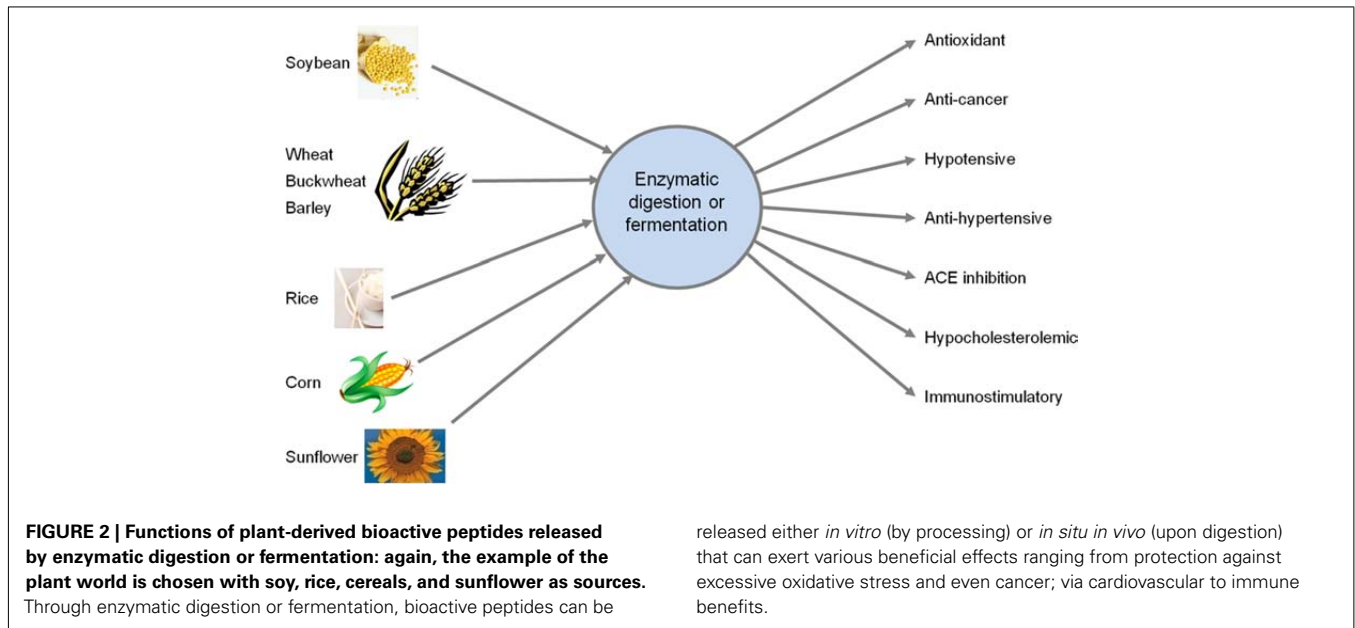 Soybean
Wheat
Buckwheat
Barley
Rice
Corn
Sunflower
Enzymatic
digestion or
fermentation
Antioxidant
Anti-cancer
Hypotensive
Anti-hypertensive
ACE inhibition
Hypocholesterolemic
Immunostimulatory
FIGURE 2 | Functions of plant-derived bioactive peptides released
by enzymatic digestion or fermentation: again, the example of the
plant world is chosen with soy, rice, cereals, and sunflower as sources.
Through enzymatic digestion or fermentation, bioactive peptides can be
released either in vitro (by processing) or in situ in vivo (upon digestion)
that can exert various beneficial effects ranging from protection against
excessive oxidative stress and even cancer; via cardiovascular to immune
benefits.